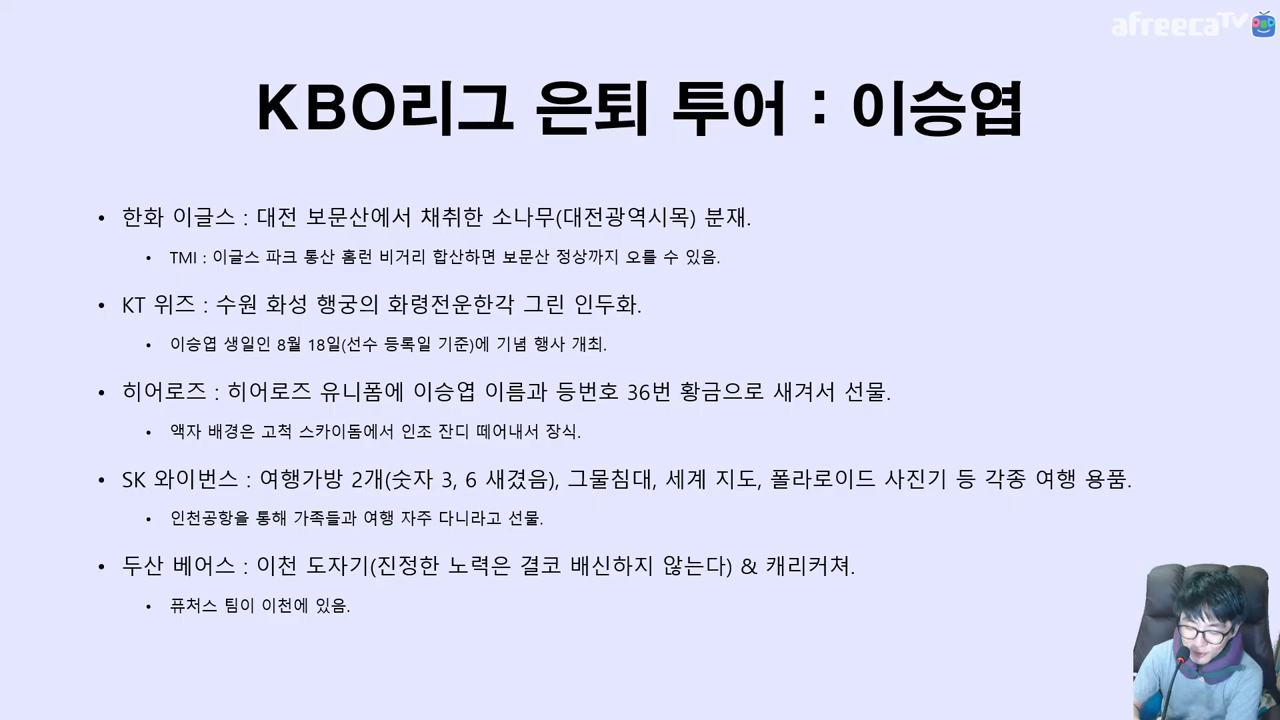 afreecaTV
KBO리그 은퇴 투어 : 이승엽
• 한화 이글스 : 대전 보문산에서 채취한 소나무(대전광역시목) 분재.
• TMI : 이글스 파크 통산 홈런 비거리 합산하면 보문산 정상까지 오를 수 있음.
• KT 위즈 : 수원 화성 행궁의 화령전운한각 그린 인두화.
• 이승엽 생일인 8월 18일(선수 등록일 기준)에 기념 행사 개최.
• 히어로즈 : 히어로즈 유니폼에 이승엽 이름과 등번호 36번 황금으로 새겨서 선물.
• 액자 배경은 고척 스카이돔에서 인조 잔디 떼어내서 장식.
• SK 와이번스 : 여행가방 2개(숫자 3, 6 새겼음), 그물침대, 세계 지도, 폴라로이드 사진기 등 각종 여행 용품.
• 인천공항을 통해 가족들과 여행 자주 다니라고 선물.
• 두산 베어스 : 이천 도자기(진정한 노력은 결코 배신하지 않는다) & 캐리커쳐.
• 퓨처스 팀이 이천에 있음.